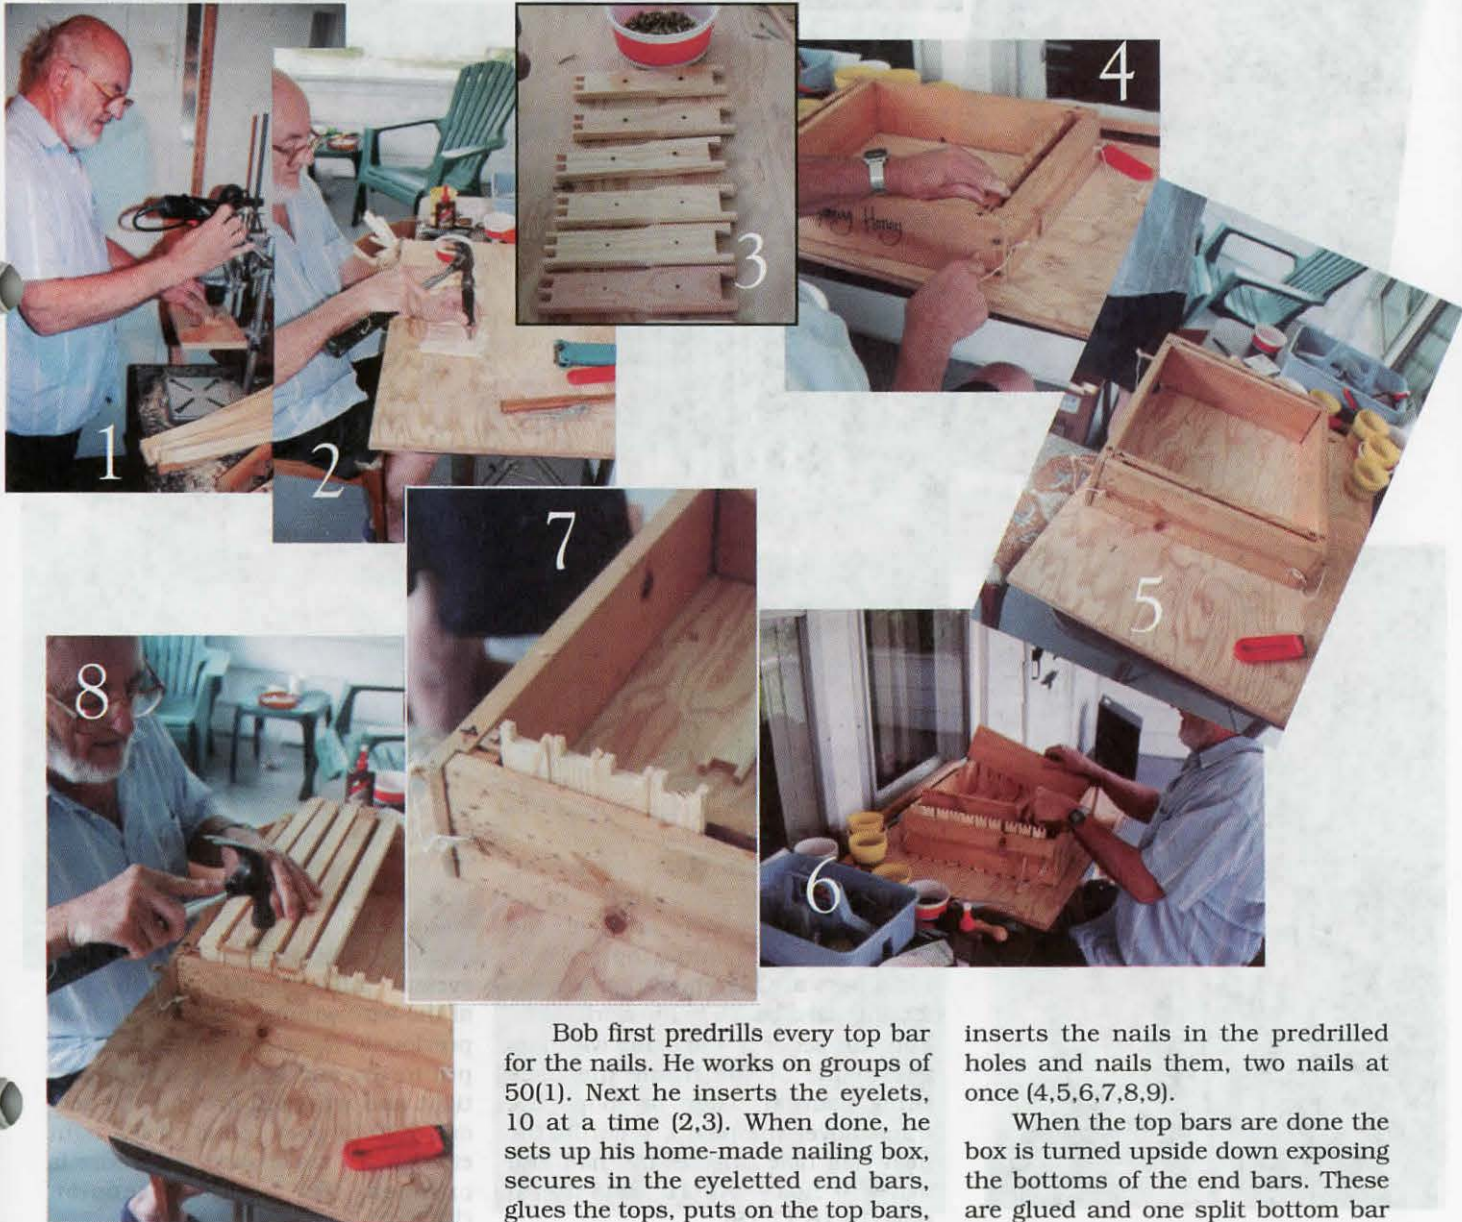 1
2
3
4
5
6
7
8
Honey
Bob first predrills every top bar
for the nails. He works on groups of
50(1). Next he inserts the eyelets,
10 at a time (2,3). When done, he
sets up his home-made nailing box,
secures in the eyeletted end bars,
glues the tops, puts on the top bars,
inserts the nails in the predrilled
holes and nails them, two nails at
once (4,5,6,7,8,9).
When the top bars are done the
box is turned upside down exposing
the bottoms of the end bars. These
are glued and one split bottom bar